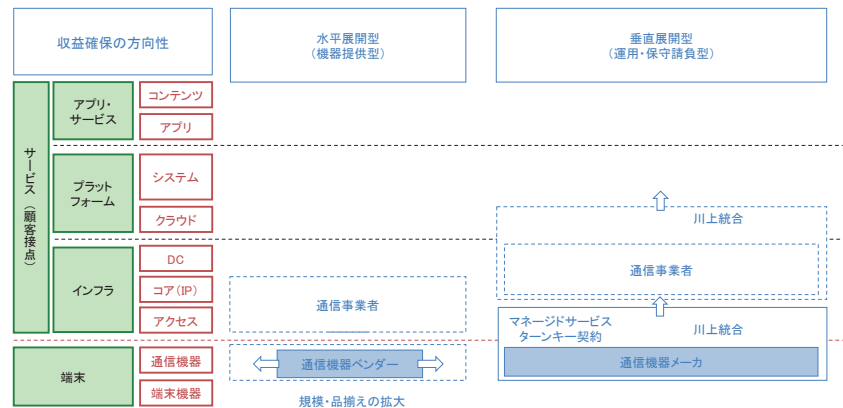 収益確保の方向性
水平展開型
（機器提供型）
垂直展開型
（運用・保守請負型）
サービス（顧客接点）
アプリ・
サービス
コンテンツ
アプリ
プラット
フォーム
システム
クラウド
インフラ
DC
コア（IP）
アクセス
端末
通信機器
端末機器
通信事業者
通信機器ベンダー
規模・品揃えの拡大
川上統合
通信事業者
マネージドサービス
ターンキー契約
川上統合
通信機器メーカ